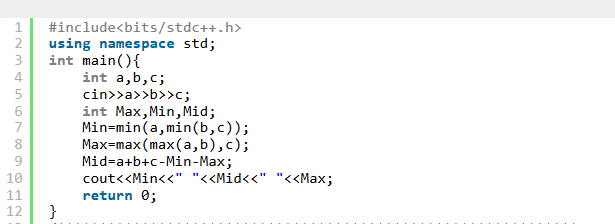 1 #include<bits/stdc++.h>
2 using namespace std;
3 int main(){
4     int a,b,c;
5     cin>>a>>b>>c;
6     int Max,Min,Mid;
7     Min=min(a,min(b,c));
8     Max=max(max(a,b),c);
9     Mid=a+b+c-Min-Max;
10     cout<<Min<<" "<<Mid<<" "<<Max;
11     return 0;
12 }